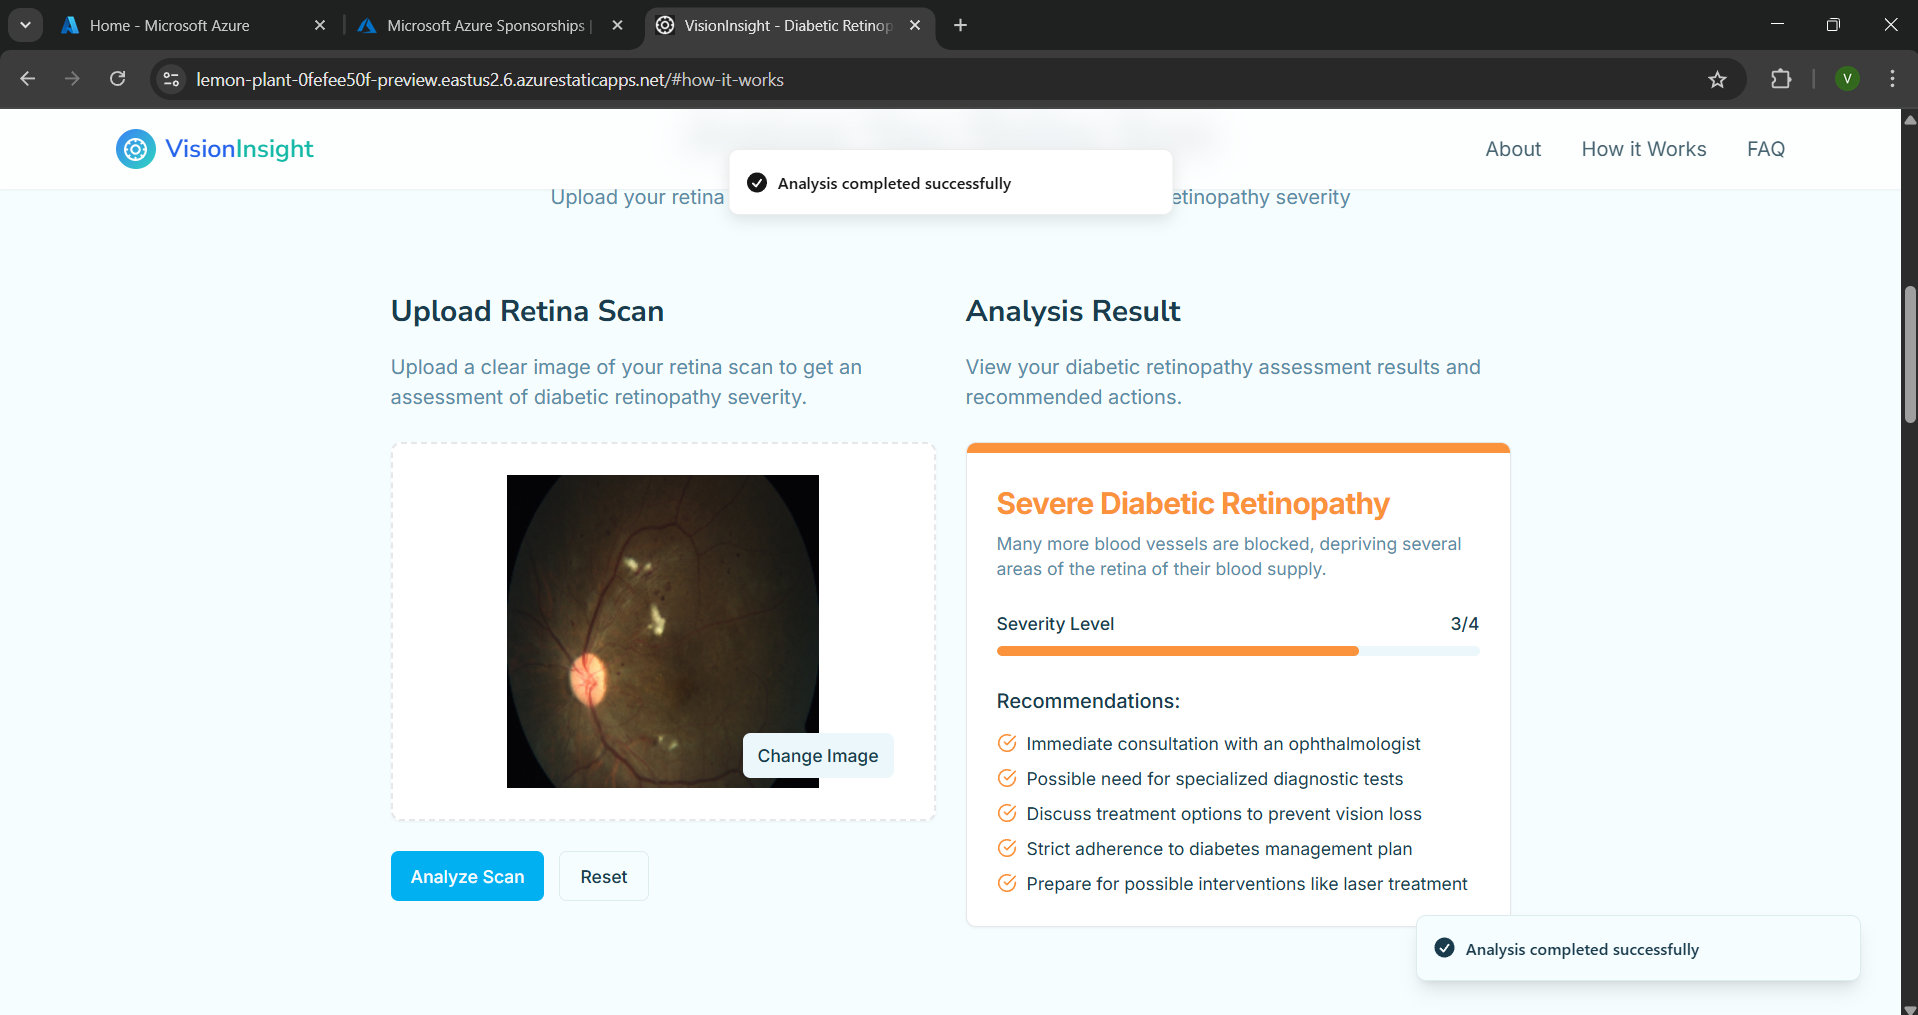 Home - Microsoft Azure
Microsoft Azure Sponsorships |
VisionInsight - Diabetic Retinop
lemon-plant-0fefee50f-preview.eastus2.6.azurestaticapps.net/#how-it-works
V
VisionInsight
About
How it Works
FAQ
Analysis completed successfully
Upload your retina etinopathy severity
Upload Retina Scan
Upload a clear image of your retina scan to get an
assessment of diabetic retinopathy severity.
Change Image
Analyze Scan
Reset
Analysis Result
View your diabetic retinopathy assessment results and
recommended actions.
Severe Diabetic Retinopathy
Many more blood vessels are blocked, depriving several
areas of the retina of their blood supply.
Severity Level 3/4
Recommendations:
Immediate consultation with an ophthalmologist
Possible need for specialized diagnostic tests
Discuss treatment options to prevent vision loss
Strict adherence to diabetes management plan
Prepare for possible interventions like laser treatment
Analysis completed successfully